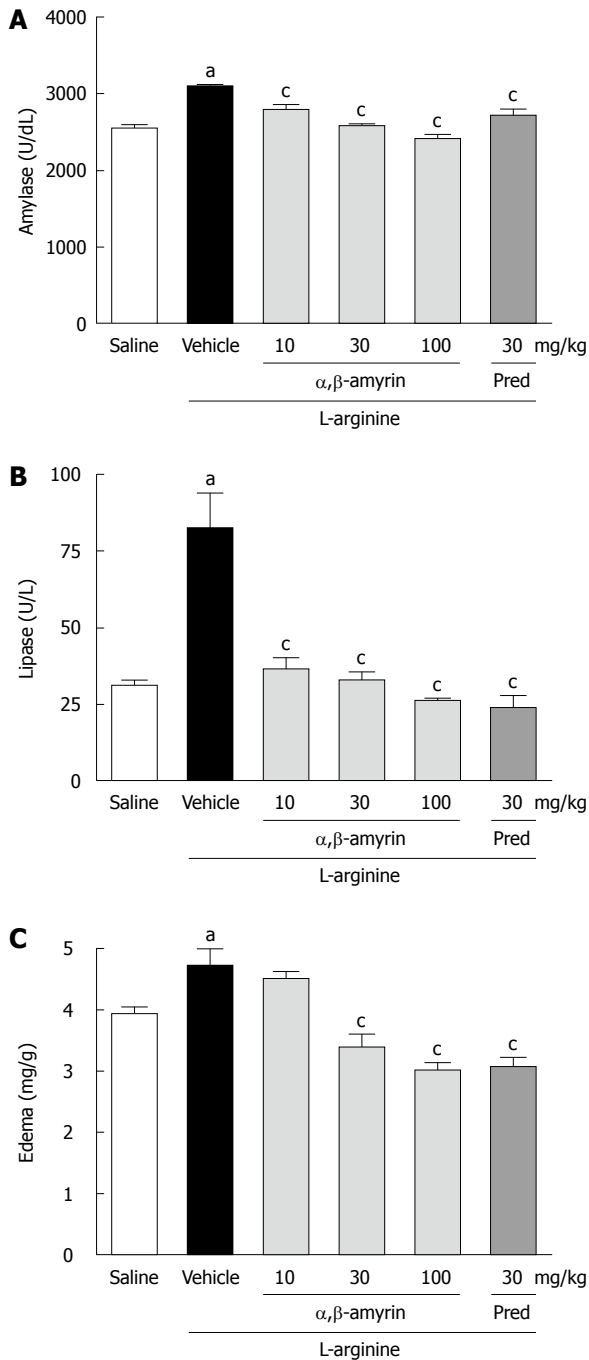 A
4000
3000
2000
1000
0
Amylase (U/dL)
a
c
c
c
c
Saline Vehicle 10 30 100 30 mg/kg
α,β-amyrin Pred
L-arginine
B
100
75
50
25
0
Lipase (U/L)
a
c
c
c
c
Saline Vehicle 10 30 100 30 mg/kg
α,β-amyrin Pred
L-arginine
C
5
4
3
2
1
0
Edema (mg/g)
a
c
c
c
Saline Vehicle 10 30 100 30 mg/kg
α,β-amyrin Pred
L-arginine